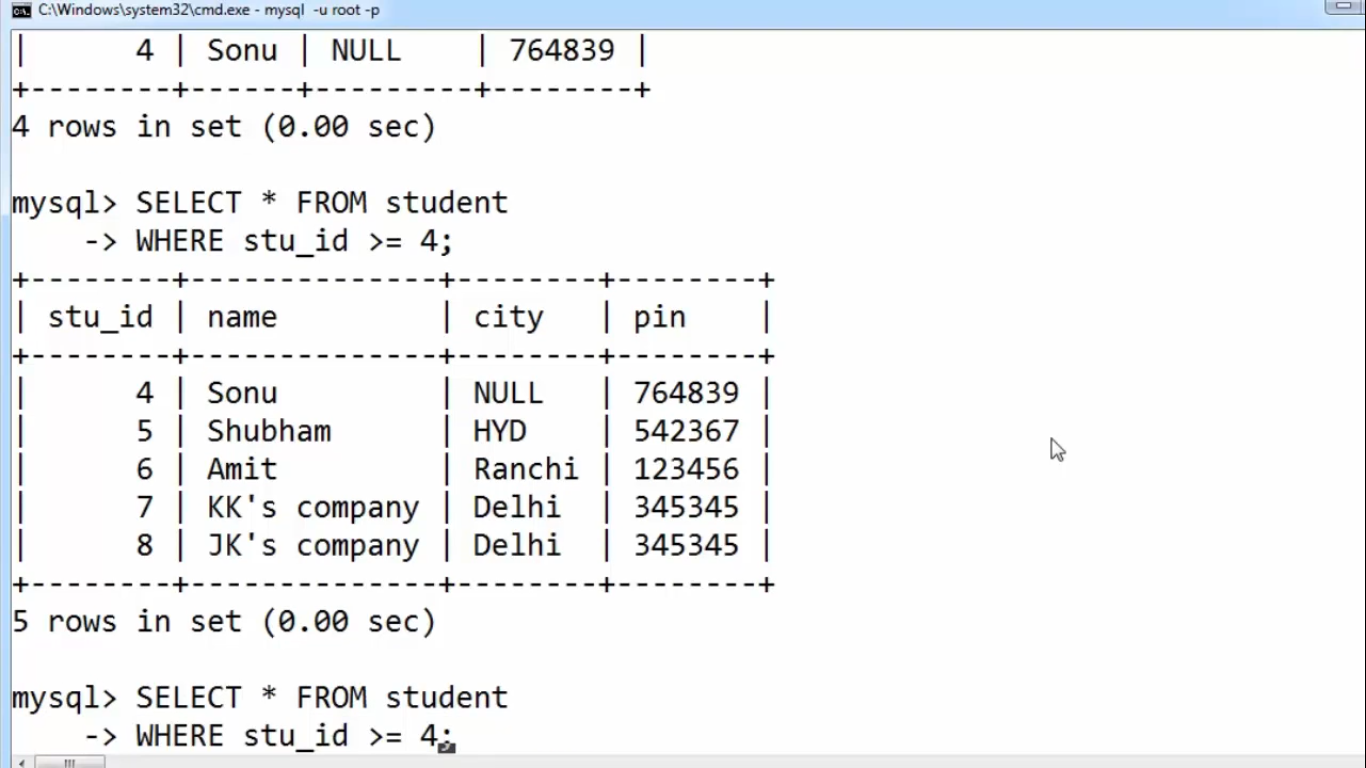 C:\Windows\system32\cmd.exe - mysql  -u root -p
|      4 | Sonu | NULL    | 764839 |
+--------+------+---------+--------+
4 rows in set (0.00 sec)
mysql> SELECT * FROM student
    -> WHERE stu_id >= 4;
+--------+--------------+--------+--------+
| stu_id | name         | city   | pin    |
+--------+--------------+--------+--------+
|      4 | Sonu         | NULL   | 764839 |
|      5 | Shubham      | HYD    | 542367 |
|      6 | Amit         | Ranchi | 123456 |
|      7 | KK's company | Delhi  | 345345 |
|      8 | JK's company | Delhi  | 345345 |
+--------+--------------+--------+--------+
5 rows in set (0.00 sec)
mysql> SELECT * FROM student
    -> WHERE stu_id >= 4;